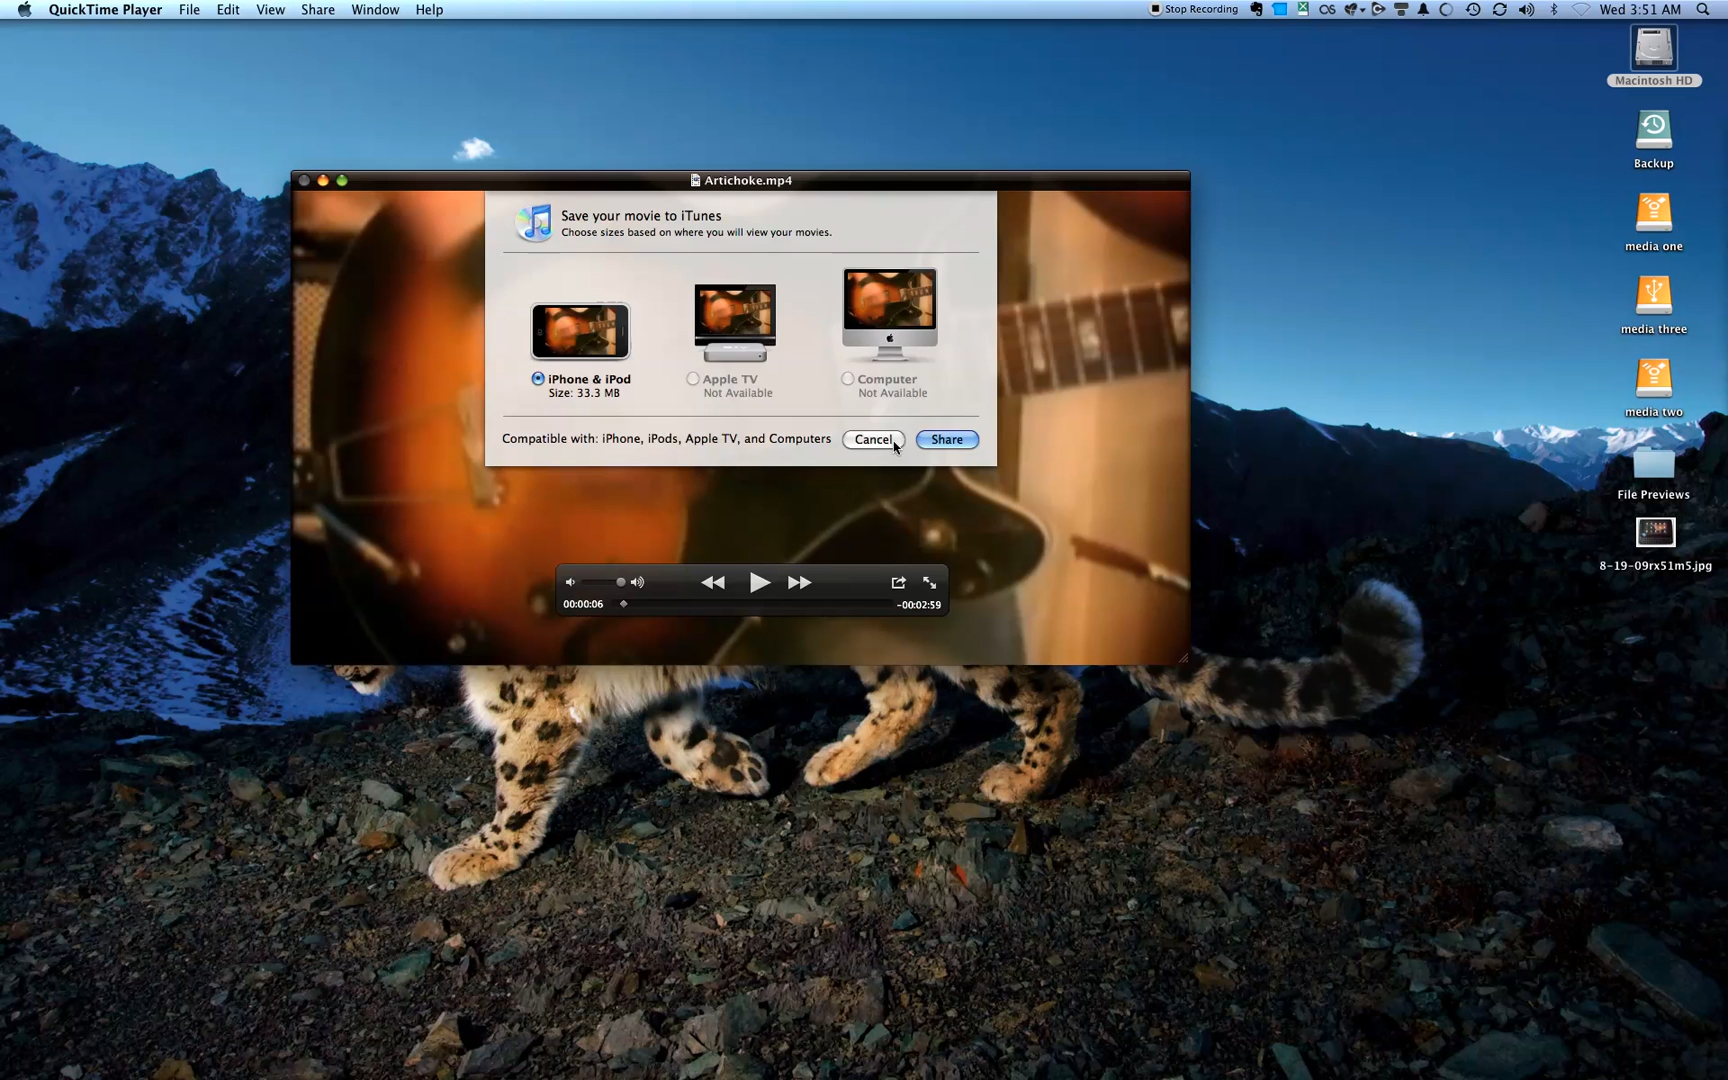 QuickTime Player File Edit View Share Window Help Stop Recording Wed 3:51 AM
Macintosh HD
Backup
media one
media three
media two
File Previews
8-19-09rx51m5.jpg
Artichoke.mp4
Save your movie to iTunes
Choose sizes based on where you will view your movies.
iPhone & iPod
Size: 33.3 MB
Apple TV
Not Available
Computer
Not Available
Compatible with: iPhone, iPods, Apple TV, and Computers Cancel Share
00:00:06 -00:02:59